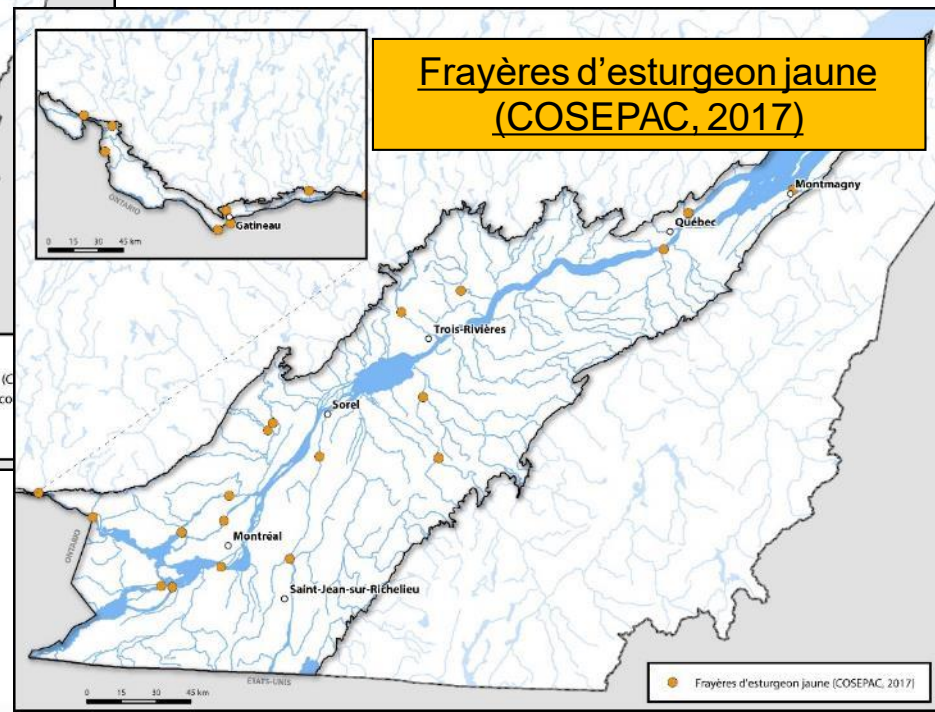 Frayères d'esturgeon jaune
(COSEPAC, 2017)
ONTARIO
Gatineau
0 15 30 45 km
Montmagny
Québec
Trois-Rivières
Sorel
(C
co
ONTARIO
Montréal
Saint-Jean-sur-Richelieu
ÉTATS-UNIS
0 15 30 45 km
Frayères d'esturgeon jaune (COSEPAC, 2017)